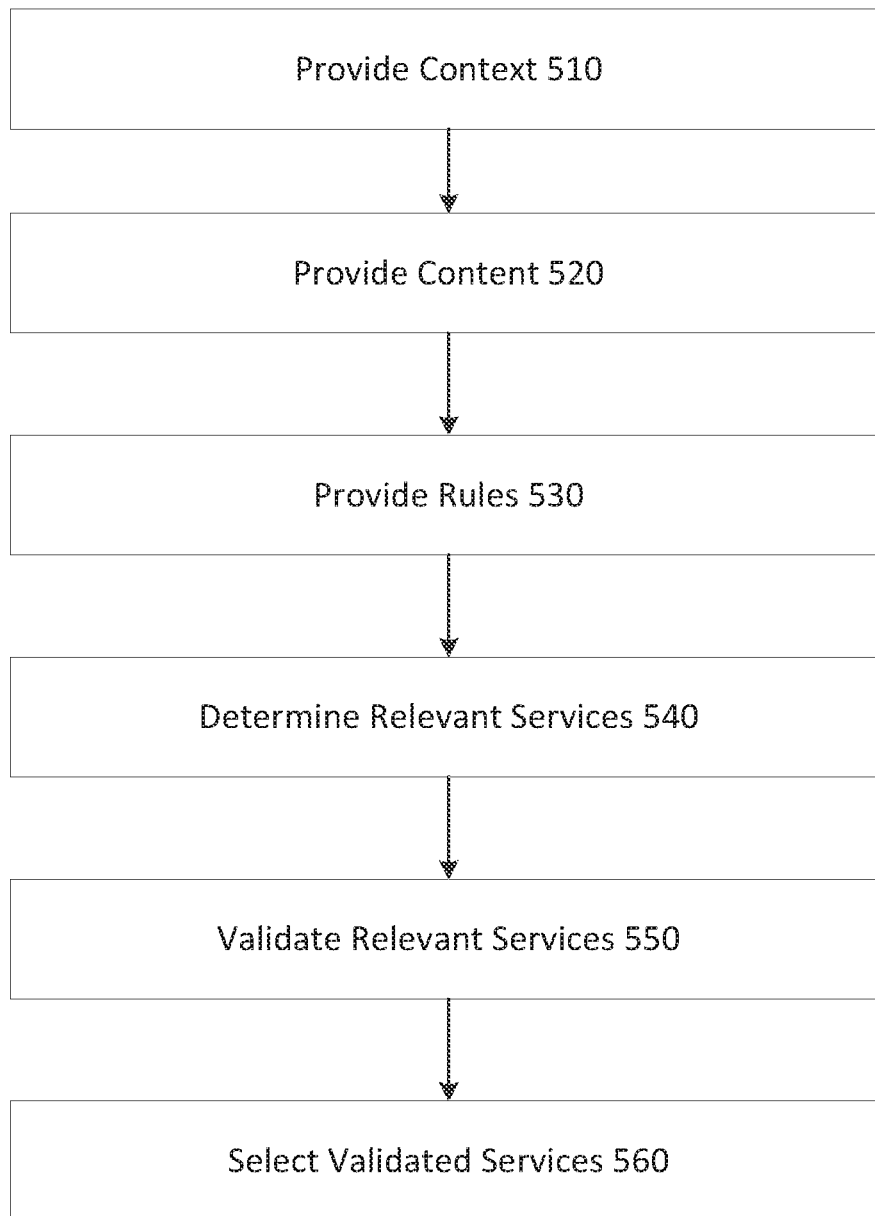 Provide Context 510
Provide Content 520
Provide Rules 530
Determine Relevant Services 540
Validate Relevant Services 550
Select Validated Services 560